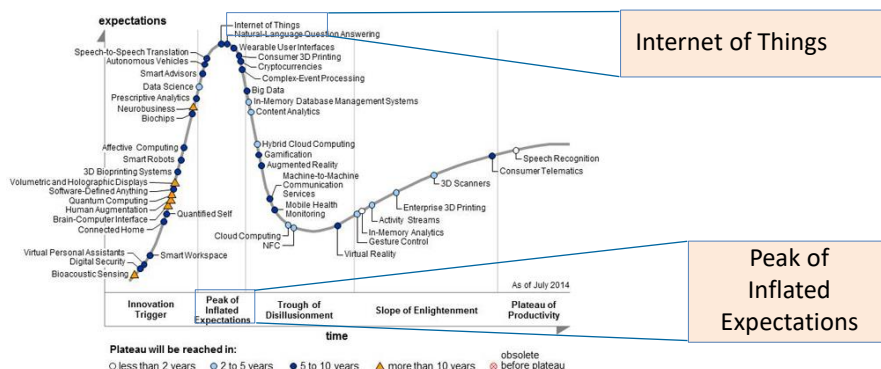 expectations
Internet of Things
Natural-Language Question Answering
Wearable User Interfaces
Consumer 3D Printing
Cryptocurrencies
Complex-Event Processing
Speech-to-Speech Translation
Autonomous Vehicles
Smart Advisors
Data Science
Prescriptive Analytics
Neurobusiness
Biochips
Big Data
In-Memory Database Management Systems
Content Analytics
Affective Computing
Smart Robots
3D Bioprinting Systems
Volumetric and Holographic Displays
Software-Defined Anything
Quantum Computing
Human Augmentation
Brain-Computer Interface
Connected Home
Quantified Self
Hybrid Cloud Computing
Gamification
Augmented Reality
Machine-to-Machine
Communication
Services
Mobile Health
Monitoring
Cloud Computing
NFC
Virtual Personal Assistants
Digital Security
Bioacoustic Sensing
Smart Workspace
Speech Recognition
Consumer Telematics
3D Scanners
Enterprise 3D Printing
Activity Streams
In-Memory Analytics
Gesture Control
Virtual Reality
As of July 2014
Innovation
Trigger
Peak of
Inflated
Expectations
Trough of
Disillusionment
Slope of Enlightenment
Plateau of
Productivity
time
Plateau will be reached in:
less than 2 years
2 to 5 years
5 to 10 years
more than 10 years
obsolete
before plateau
Internet of Things
Peak of
Inflated
Expectations